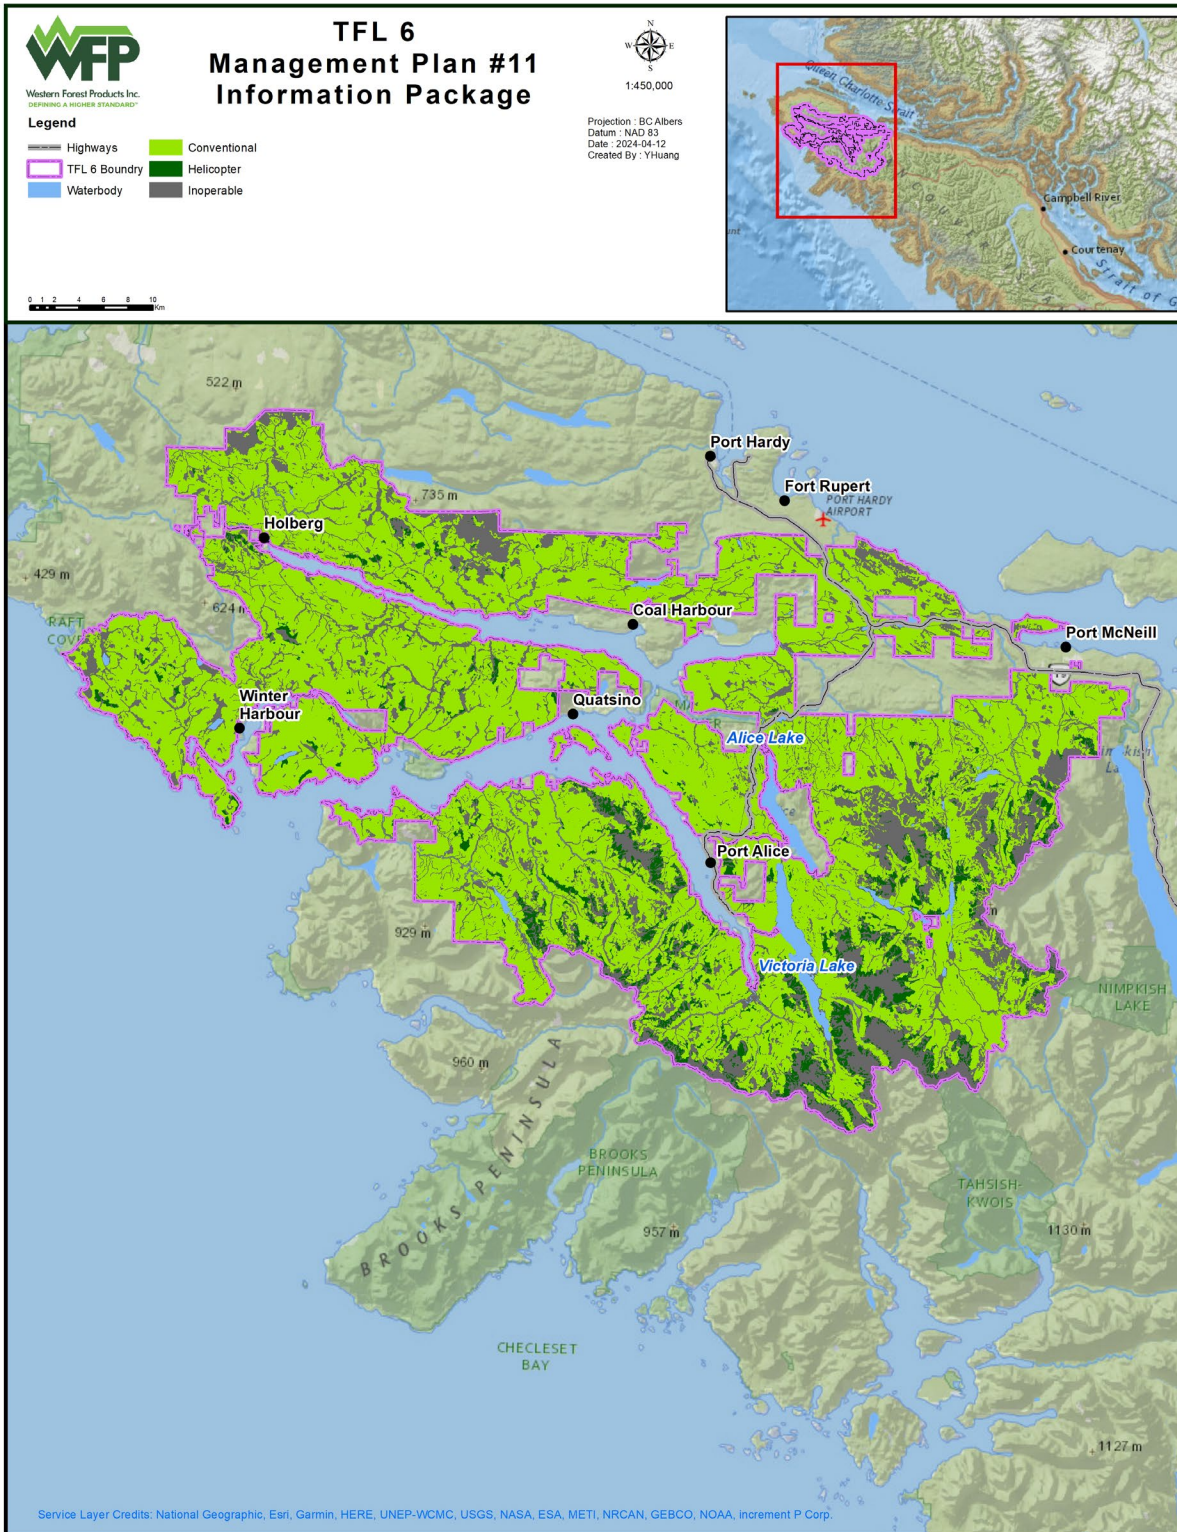 WFP
Western Forest Products Inc.
DEFINING A HIGHER STANDARD™
TFL 6
Management Plan #11
Information Package
N
W E
S
1:450,000
Projection : BC Albers
Datum : NAD 83
Date : 2024-04-12
Created By : YHuang
Legend
Highways
TFL 6 Boundry
Waterbody
Conventional
Helicopter
Inoperable
0 1 2 4 6 8 10
Km
Queen Charlotte Strait
Campbell River
Courtenay
Strait of G
522 m
Port Hardy
735 m
Fort Rupert
PORT HARDY
AIRPORT
Holberg
429 m
624
RAFT
COV
Coal Harbour
Port McNeill
Winter
Harbour
Quatsino
Alice Lake
Port Alice
929 m
Victoria Lake
NIMPKISH
LAKE
960 m
BROOKS PENINSULA
BROOKS
PENINSULA
TAHSISH-
KWOIS
957 m
1130 m
CHECLESET
BAY
1127 m
Service Layer Credits: National Geographic, Esri, Garmin, HERE, UNEP-WCMC, USGS, NASA, ESA, METI, NRCAN, GEBCO, NOAA, increment P Corp.